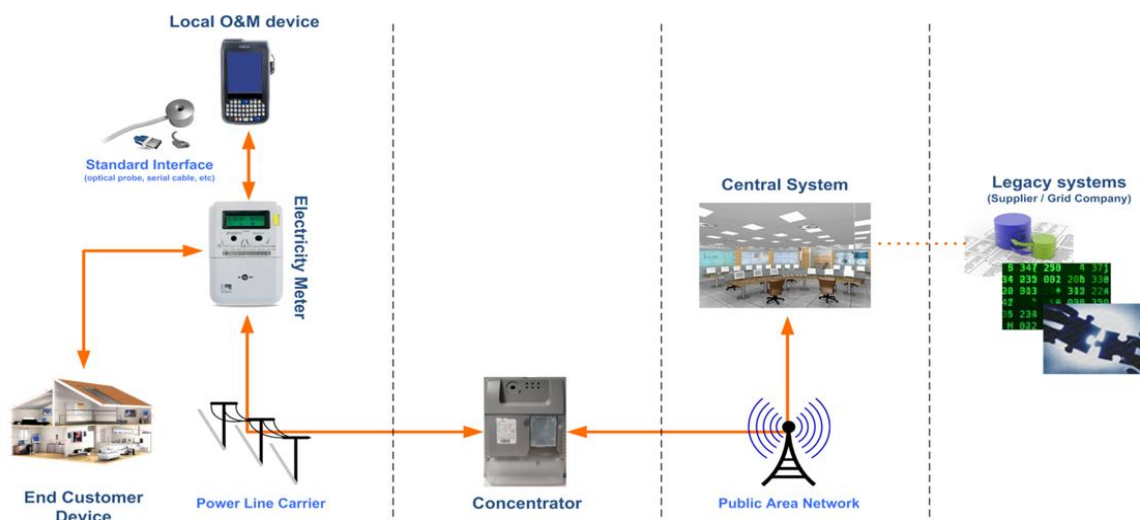 Local O&M device
Standard Interface
(optical probe, serial cable, etc)
Electricity Meter
End Customer
Device
Power Line Carrier
Concentrator
Central System
Public Area Network
Legacy systems
(Supplier / Grid Company)